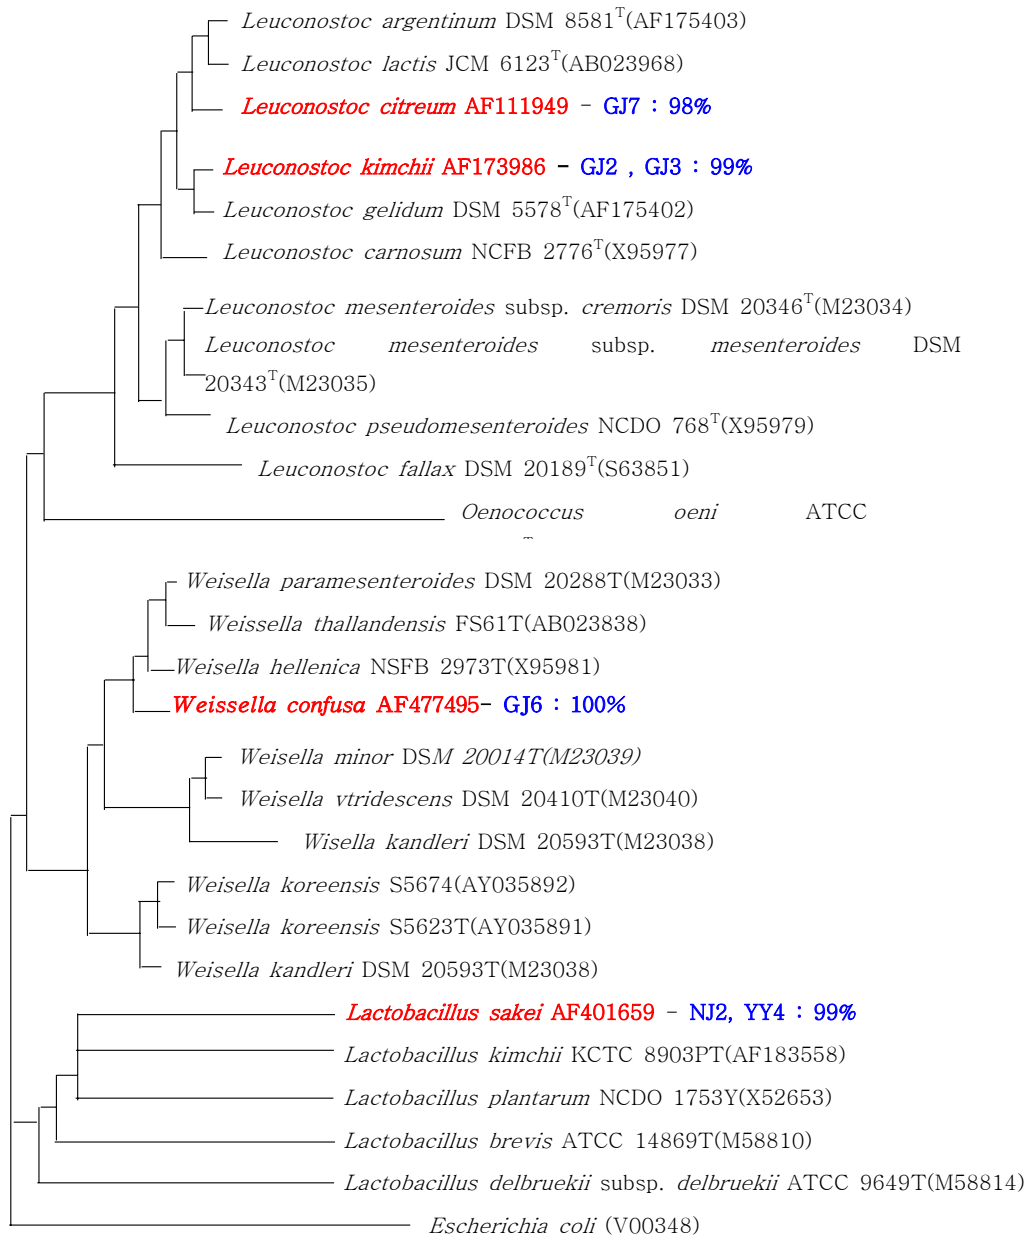 Leuconostoc argentinum DSM 8581T(AF175403)
Leuconostoc lactis JCM 6123T(AB023968)
Leuconostoc citreum AF111949 - GJ7 : 98%
Leuconostoc kimchii AF173986 - GJ2 , GJ3 : 99%
Leuconostoc gelidum DSM 5578T(AF175402)
Leuconostoc carnosum NCFB 2776T(X95977)
Leuconostoc mesenteroides subsp. cremoris DSM 20346T(M23034)
Leuconostoc mesenteroides subsp. mesenteroides DSM
20343T(M23035)
Leuconostoc pseudomesenteroides NCDO 768T(X95979)
Leuconostoc fallax DSM 20189T(S63851)
Oenococcus oeni ATCC
Weisella paramesenteroides DSM 20288T(M23033)
Weissella thallandensis FS61T(AB023838)
Weisella hellenica NSFB 2973T(X95981)
Weissella confusa AF477495- GJ6 : 100%
Weisella minor DSM 20014T(M23039)
Weisella vtridescens DSM 20410T(M23040)
Wisella kandleri DSM 20593T(M23038)
Weisella koreensis S5674(AY035892)
Weisella koreensis S5623T(AY035891)
Weisella kandleri DSM 20593T(M23038)
Lactobacillus sakei AF401659 - NJ2, YY4 : 99%
Lactobacillus kimchii KCTC 8903PT(AF183558)
Lactobacillus plantarum NCDO 1753Y(X52653)
Lactobacillus brevis ATCC 14869T(M58810)
Lactobacillus delbruekii subsp. delbruekii ATCC 9649T(M58814)
Escherichia coli (V00348)